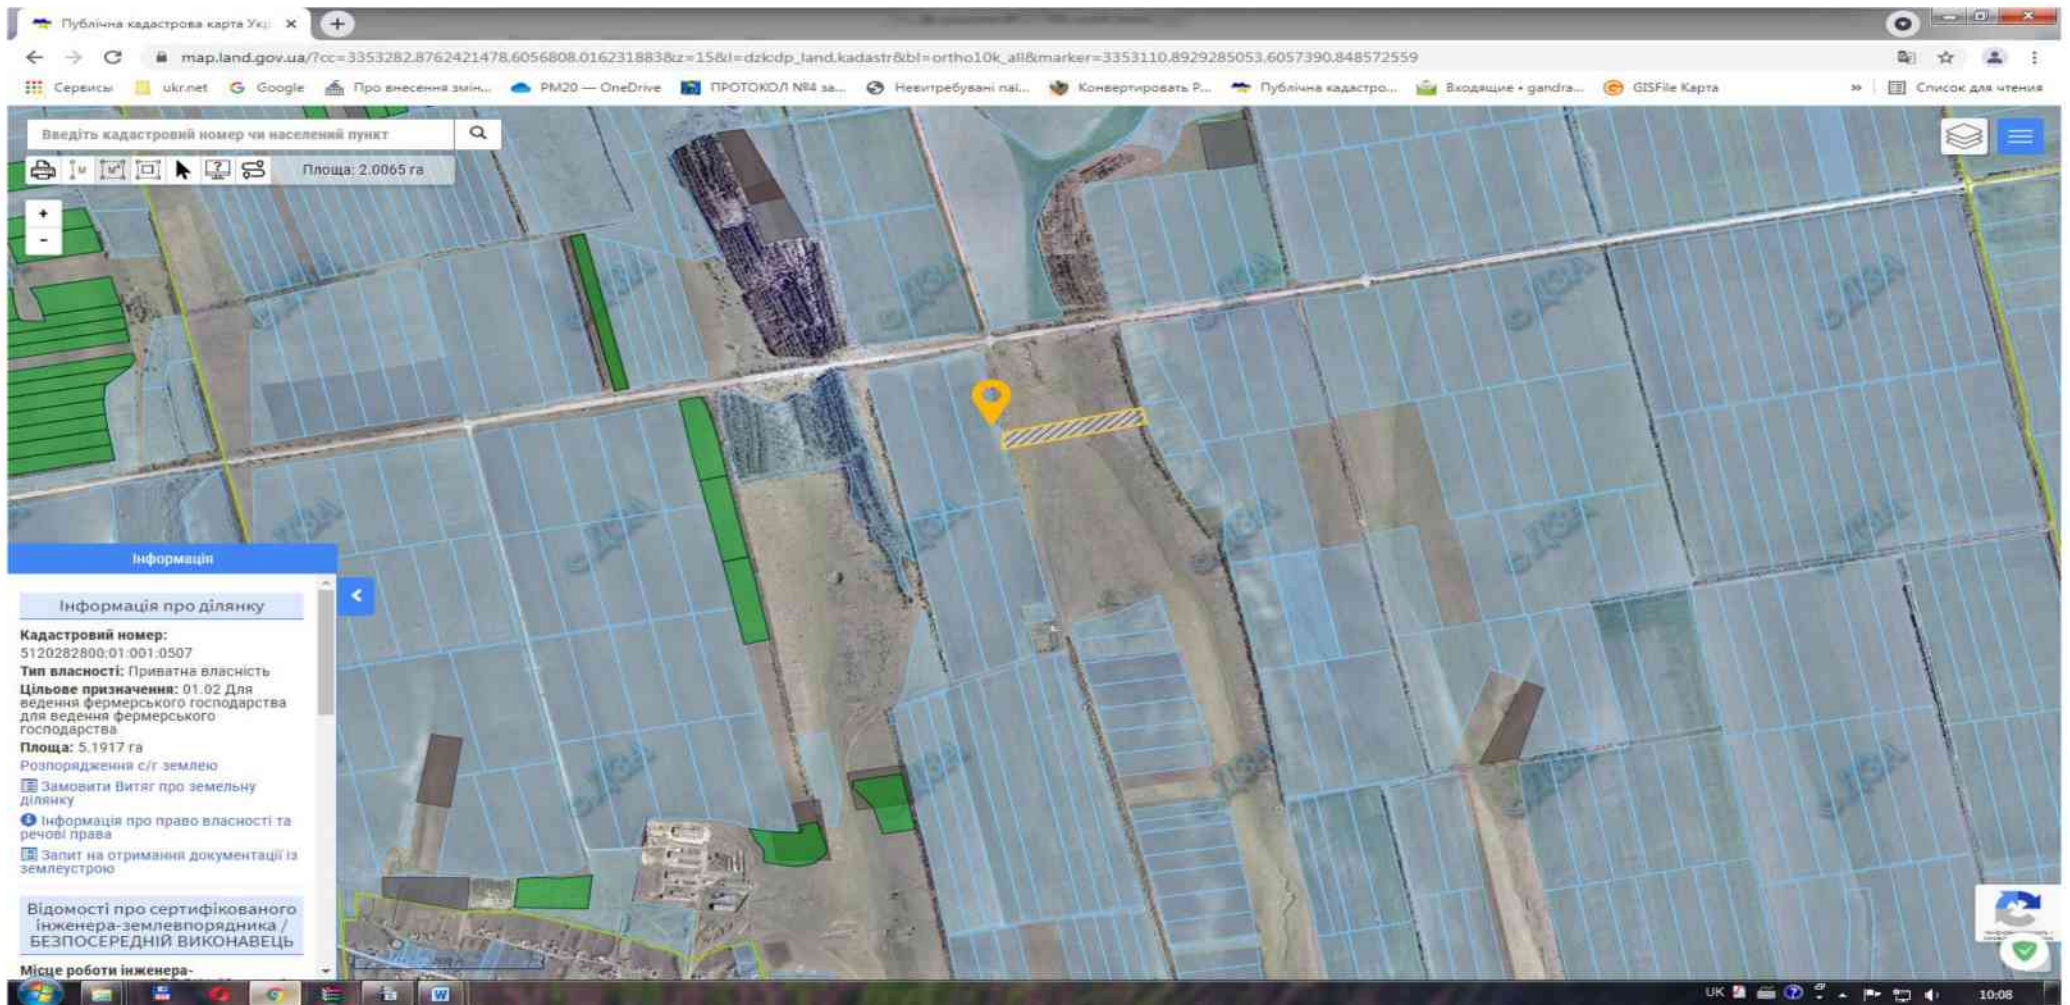 Публічна кадастрова карта Укр
map.land.gov.ua/?cc=3353282.8762421478.6056808.016231883&z=15&l=dzkcdp_land.kadastr&bl=ortho10k_all&marker=3353110.8929285053.6057390.848572559
Сервисы ukr.net Google Про внесення змін... PM20 — OneDrive ПРОТОКОЛ №4 за... Невитребувані паї... Конвертировать P... Публічна кадастро... Входящие • gandra... GISFile Карта » Список для чтения
Введіть кадастровий номер чи населений пункт
Площа: 2.0065 га
+
-
© ДЗА
Інформація
Інформація про ділянку
Кадастровий номер:
5120282800:01:001:0507
Тип власності: Приватна власність
Цільове призначення: 01.02 Для
ведення фермерського господарства
для ведення фермерського
господарства
Площа: 5.1917 га
Розпорядження с/г землею
Замовити Витяг про земельну
ділянку
Інформація про право власності та
речові права
Запит на отримання документації із
землеустрою
Відомості про сертифікованого
інженера-землевпорядника /
БЕЗПОСЕРЕДНІЙ ВИКОНАВЕЦЬ
Місце роботи інженера-
UK 10:08